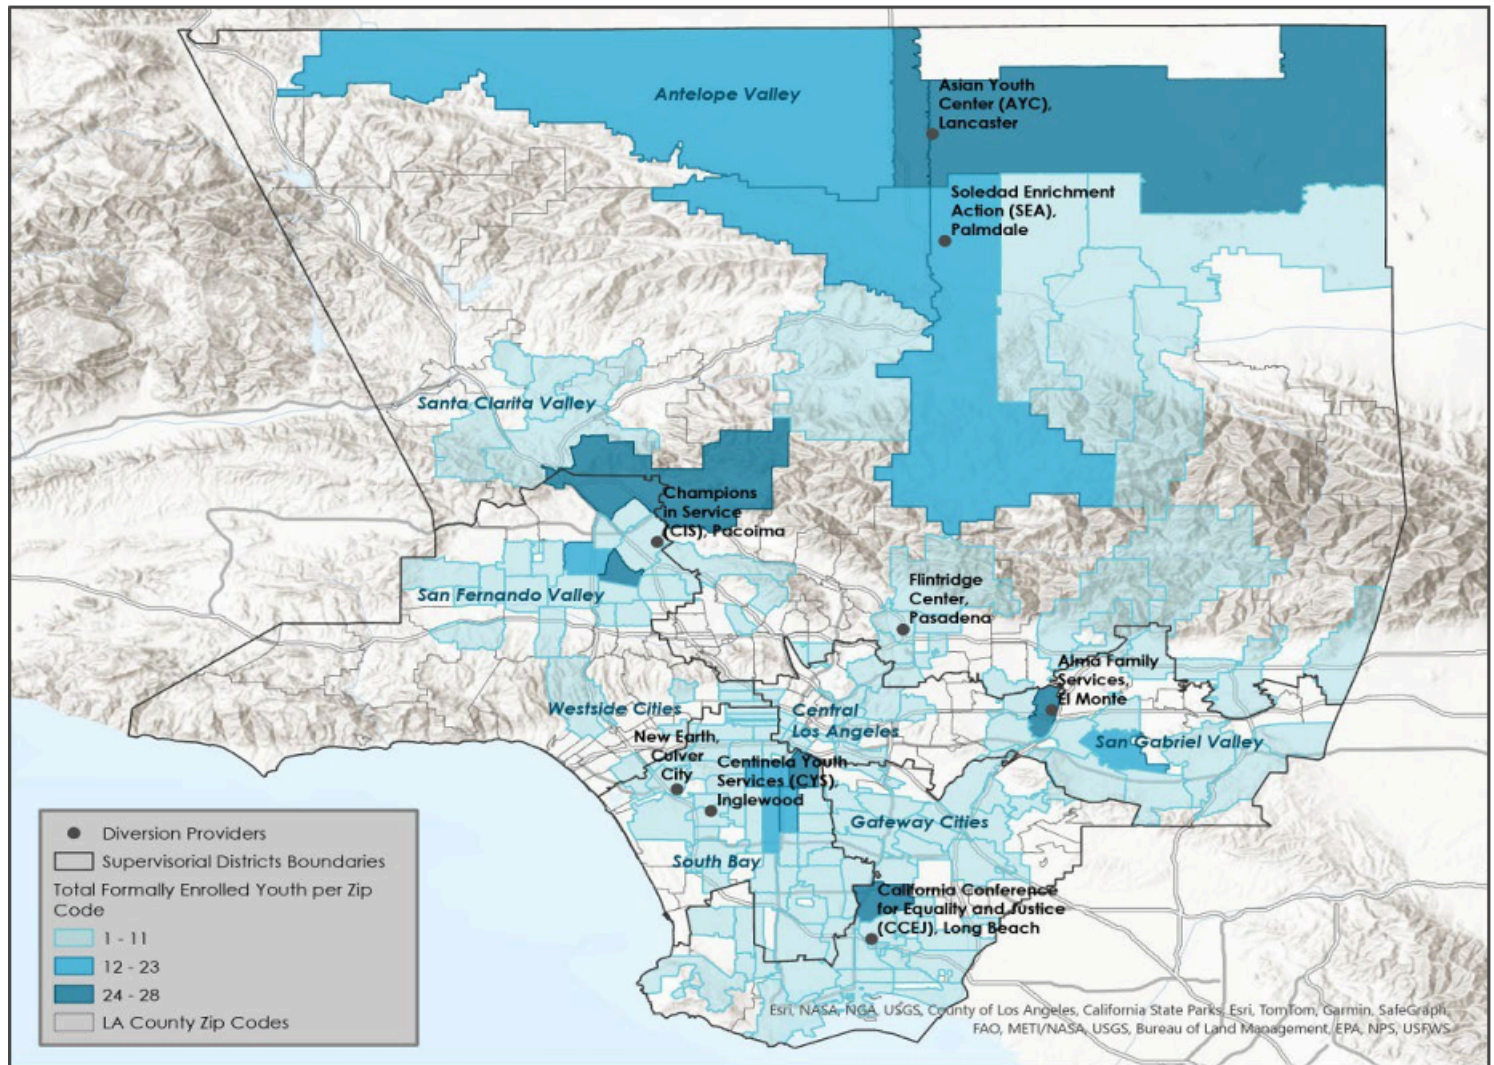 Antelope Valley
Asian Youth
Center (AYC),
Lancaster
Soledad Enrichment
Action (SEA),
Palmdale
Santa Clarita Valley
Champions
in Service
(CIS), Pacoima
San Fernando Valley
Flintridge
Center,
Pasadena
Alma Family
Services,
El Monte
Westside Cities
Central
Los Angeles
San Gabriel Valley
New Earth,
Culver
City
Centinela Youth
Services (CYS),
Inglewood
Gateway Cities
South Bay
California Conference
for Equality and Justice
(CCEJ), Long Beach
Diversion Providers
Supervisorial Districts Boundaries
Total Formally Enrolled Youth per Zip
Code
1 - 11
12 - 23
24 - 28
LA County Zip Codes
Esri, NASA, NGA, USGS, County of Los Angeles, California State Parks, Esri, TomTom, Garmin, SafeGraph,
FAO, METI/NASA, USGS, Bureau of Land Management, EPA, NPS, USFWS